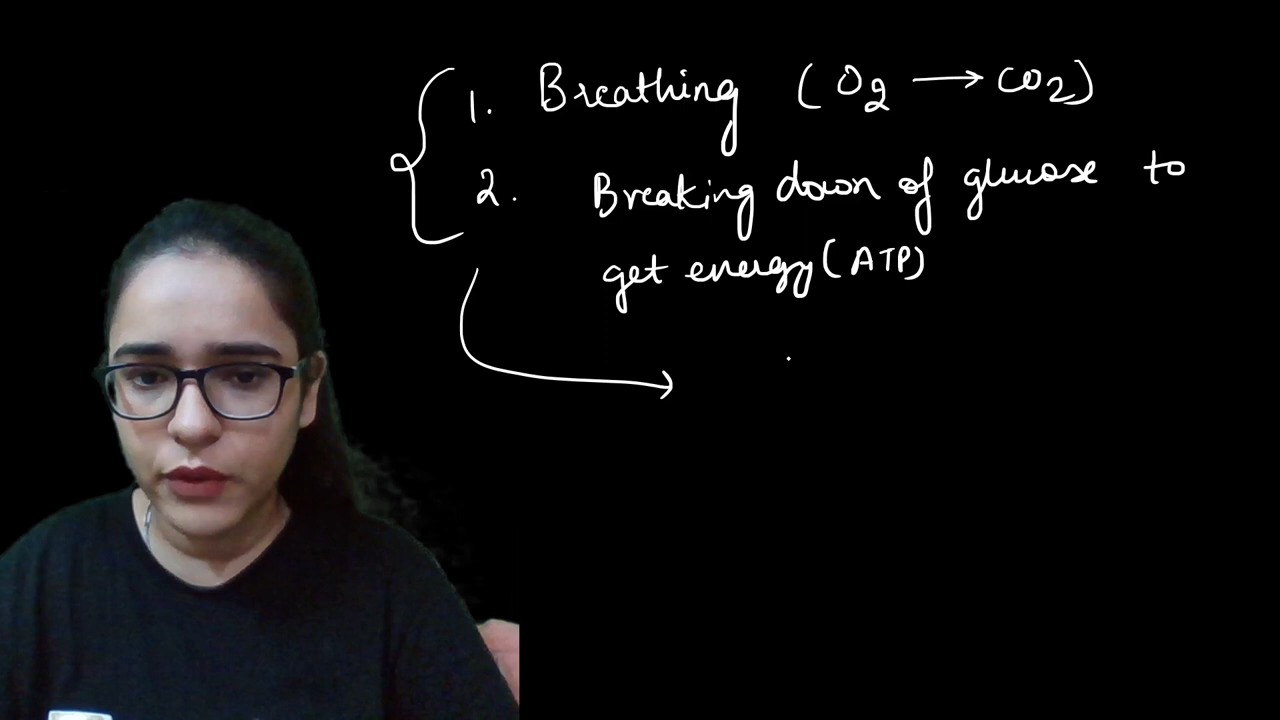 1. Breathing (O2 → CO2)
2. Breaking down of glucose to
get energy (ATP)